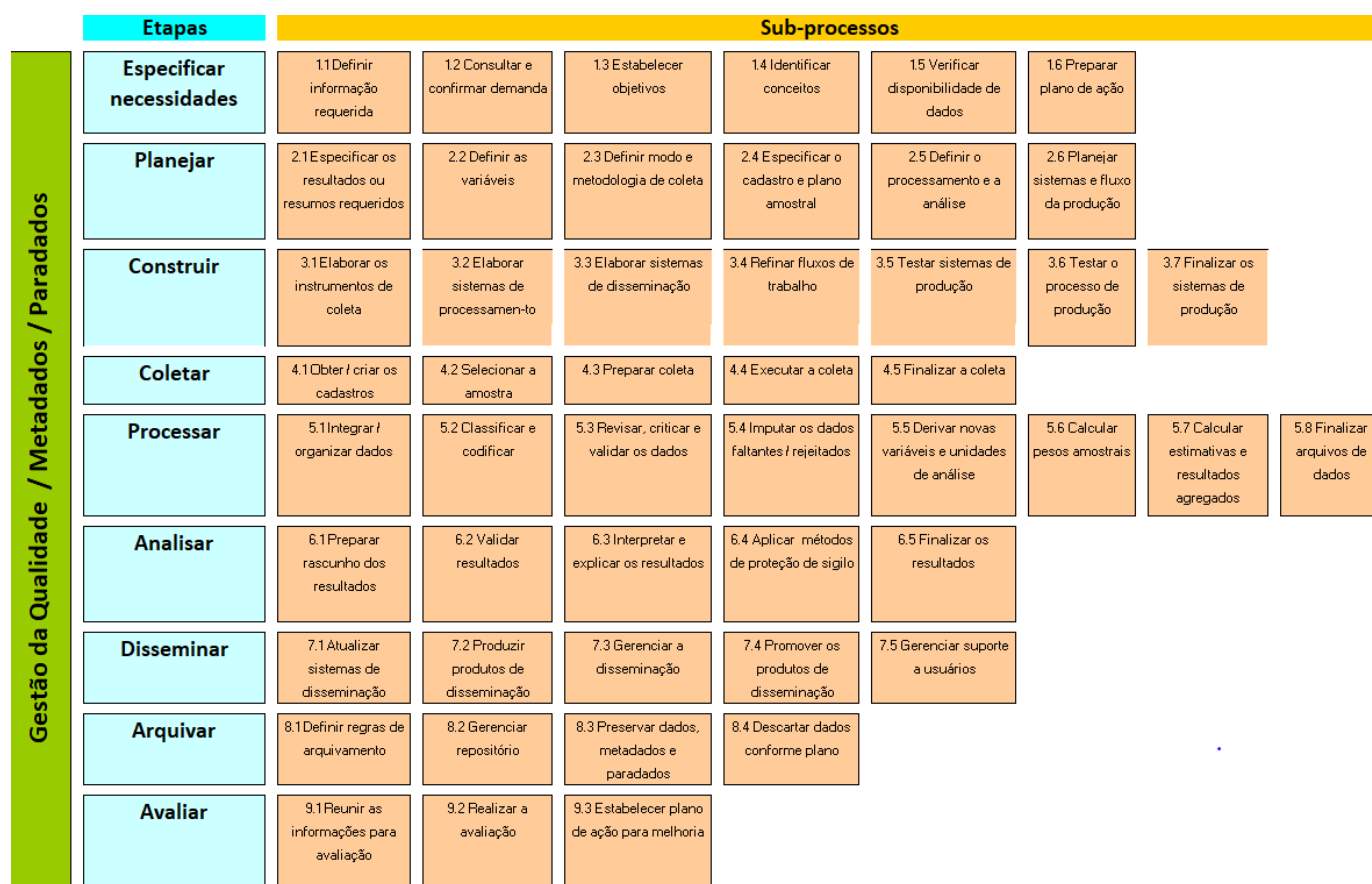 Etapas
Sub-processos
Gestão da Qualidade / Metadados / Paradados
Especificar
necessidades
1.1 Definir
informação
requerida
1.2 Consultar e
confirmar demanda
1.3 Estabelecer
objetivos
1.4 Identificar
conceitos
1.5 Verificar
disponibilidade de
dados
1.6 Preparar
plano de ação
Planejar
2.1 Especificar os
resultados ou
resumos requeridos
2.2 Definir as
variáveis
2.3 Definir modo e
metodologia de coleta
2.4 Especificar o
cadastro e plano
amostral
2.5 Definir o
processamento e a
análise
2.6 Planejar
sistemas e fluxo
da produção
Construir
3.1 Elaborar os
instrumentos de
coleta
3.2 Elaborar
sistemas de
processamen-to
3.3 Elaborar sistemas
de disseminação
3.4 Refinar fluxos de
trabalho
3.5 Testar sistemas de
produção
3.6 Testar o
processo de
produção
3.7 Finalizar os
sistemas de
produção
Coletar
4.1 Obter / criar os
cadastros
4.2 Selecionar a
amostra
4.3 Preparar coleta
4.4 Executar a coleta
4.5 Finalizar a coleta
Processar
5.1 Integrar /
organizar dados
5.2 Classificar e
codificar
5.3 Revisar, criticar e
validar os dados
5.4 Imputar os dados
faltantes / rejeitados
5.5 Derivar novas
variáveis e unidades
de análise
5.6 Calcular
pesos amostrais
5.7 Calcular
estimativas e
resultados
agregados
5.8 Finalizar
arquivos de
dados
Analisar
6.1 Preparar
rascunho dos
resultados
6.2 Validar
resultados
6.3 Interpretar e
explicar os resultados
6.4 Aplicar métodos
de proteção de sigilo
6.5 Finalizar os
resultados
Disseminar
7.1 Atualizar
sistemas de
disseminação
7.2 Produzir
produtos de
disseminação
7.3 Gerenciar a
disseminação
7.4 Promover os
produtos de
disseminação
7.5 Gerenciar suporte
a usuários
Arquivar
8.1 Definir regras de
arquivamento
8.2 Gerenciar
repositório
8.3 Preservar dados,
metadados e
paradados
8.4 Descartar dados
conforme plano
Avaliar
9.1 Reunir as
informações para
avaliação
9.2 Realizar a
avaliação
9.3 Estabelecer plano
de ação para melhoria